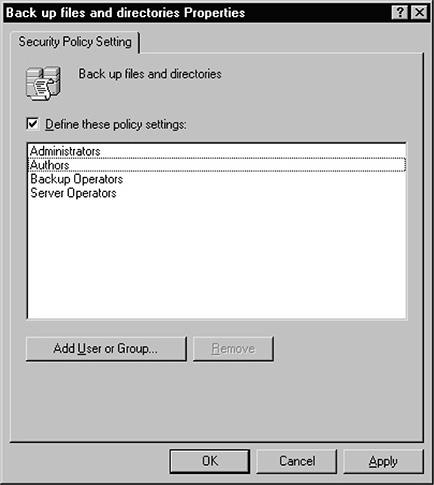 Back up files and directories Properties
Security Policy Setting
Back up files and directories
Define these policy settings:
Administrators
Authors
Backup Operators
Server Operators
Add User or Group...
Remove
OK
Cancel
Apply